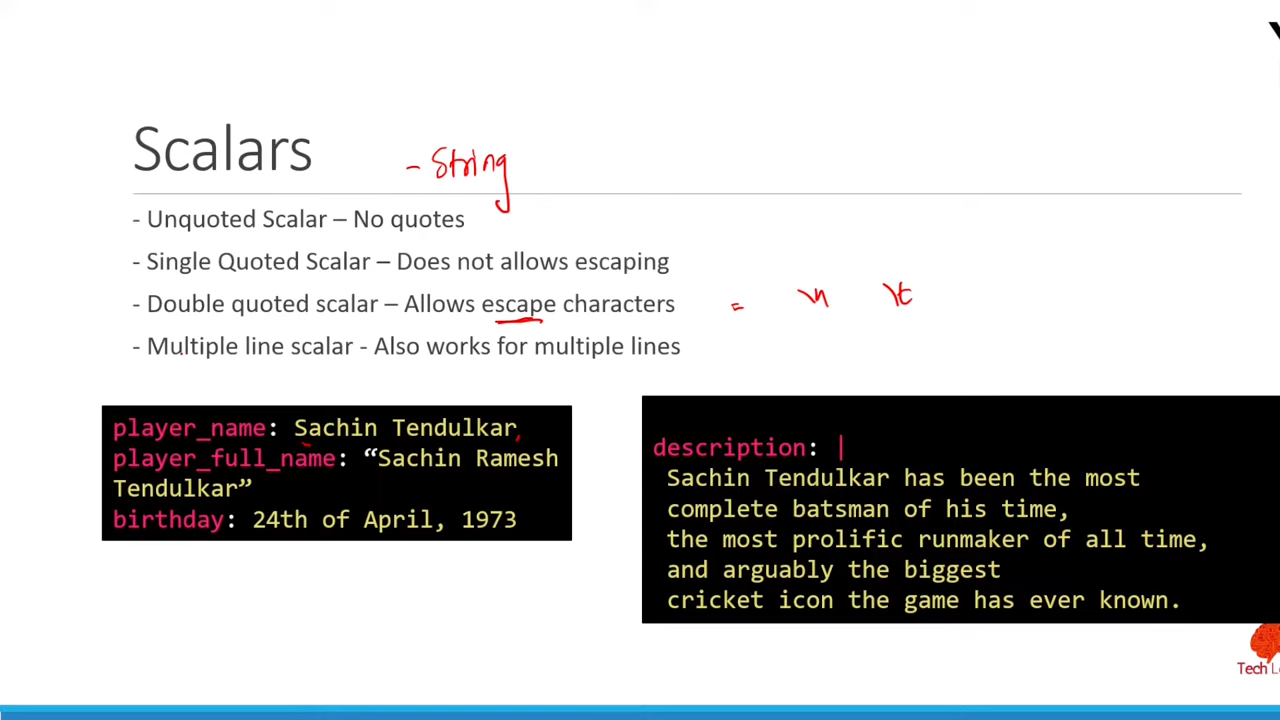 Scalars
- String
- Unquoted Scalar – No quotes
- Single Quoted Scalar – Does not allows escaping
- Double quoted scalar – Allows escape characters = \n \t
- Multiple line scalar - Also works for multiple lines
player_name: Sachin Tendulkar
player_full_name: “Sachin Ramesh
Tendulkar”
birthday: 24th of April, 1973
description: |
Sachin Tendulkar has been the most
complete batsman of his time,
the most prolific runmaker of all time,
and arguably the biggest
cricket icon the game has ever known.
Tech